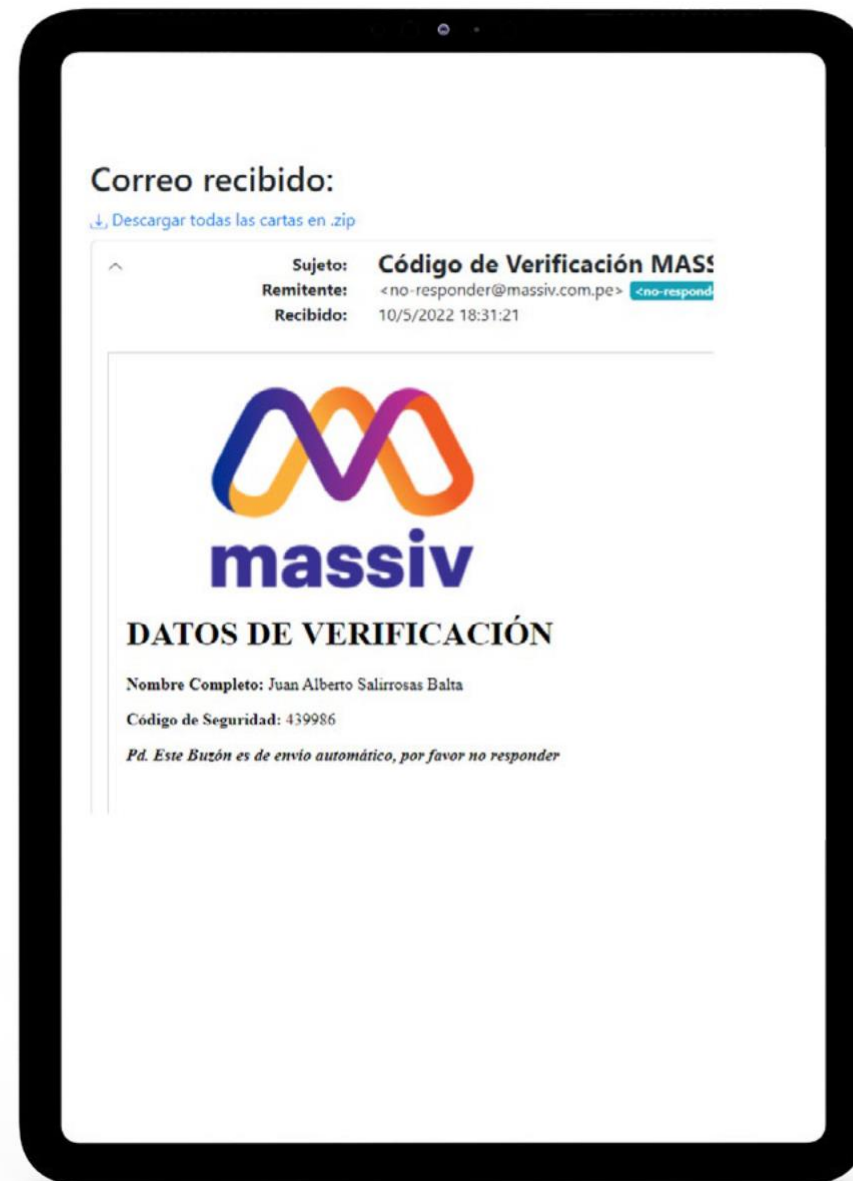 Correo recibido:
Descargar todas las cartas en .zip
Sujeto: Código de Verificación MASS
Remitente: <no-responder@massiv.com.pe> <no-respond
Recibido: 10/5/2022 18:31:21
massiv
DATOS DE VERIFICACIÓN
Nombre Completo: Juan Alberto Salirrosas Balta
Código de Seguridad: 439986
Pd. Este Buzón es de envío automático, por favor no responder